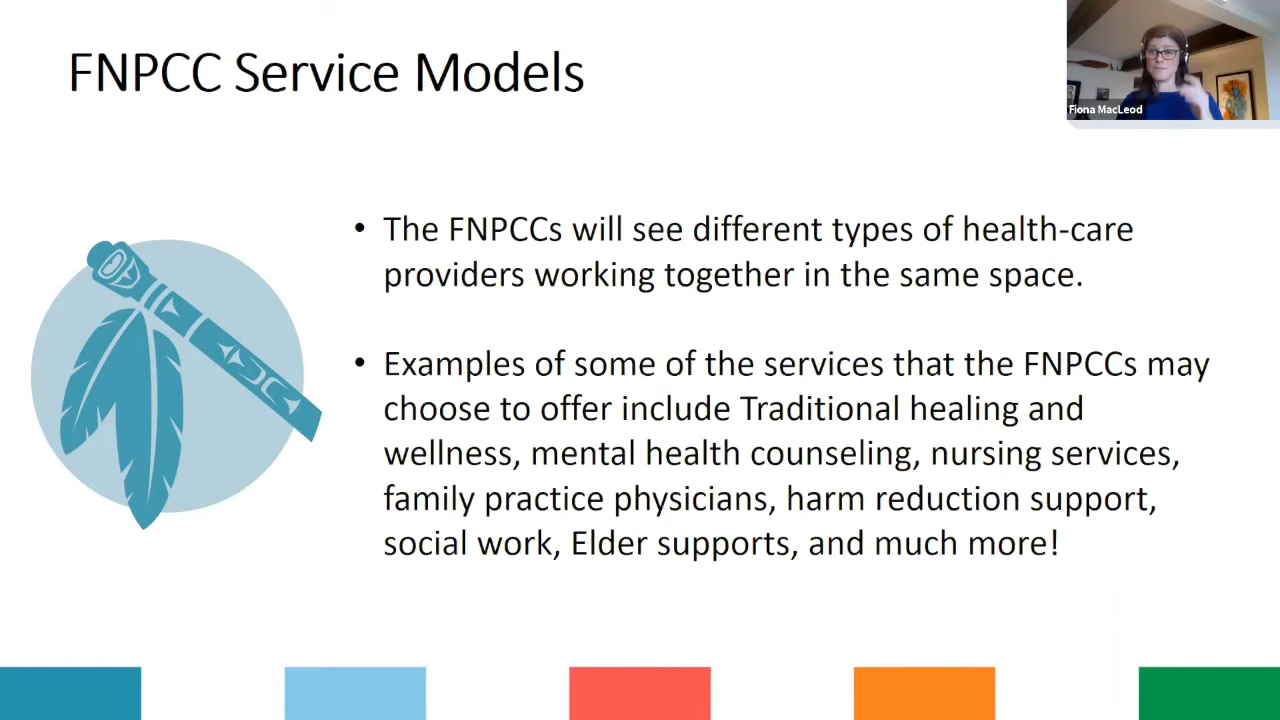 FNPCC Service Models
Fiona MacLeod
• The FNPCCs will see different types of health-care
providers working together in the same space.
• Examples of some of the services that the FNPCCs may
choose to offer include Traditional healing and
wellness, mental health counseling, nursing services,
family practice physicians, harm reduction support,
social work, Elder supports, and much more!